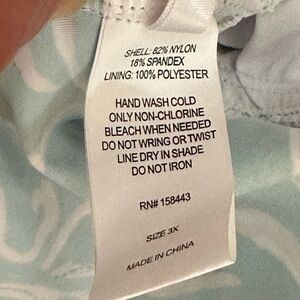 SHELL: 82% NYLON
18% SPANDEX
LINING: 100% POLYESTER
HAND WASH COLD
ONLY NON-CHLORINE
BLEACH WHEN NEEDED
DO NOT WRING OR TWIST
LINE DRY IN SHADE
DO NOT IRON
RN# 158443
SIZE 3X
MADE IN CHINA